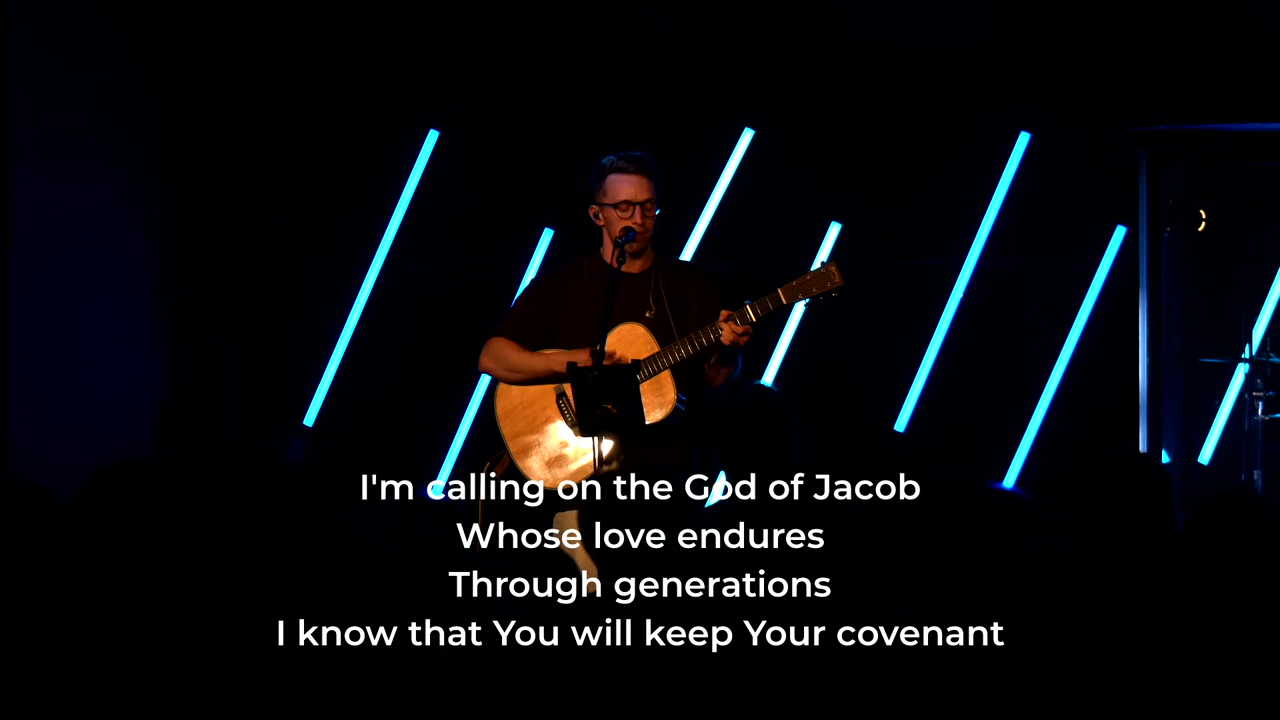 I'm calling on the God of Jacob
Whose love endures
Through generations
I know that You will keep Your covenant